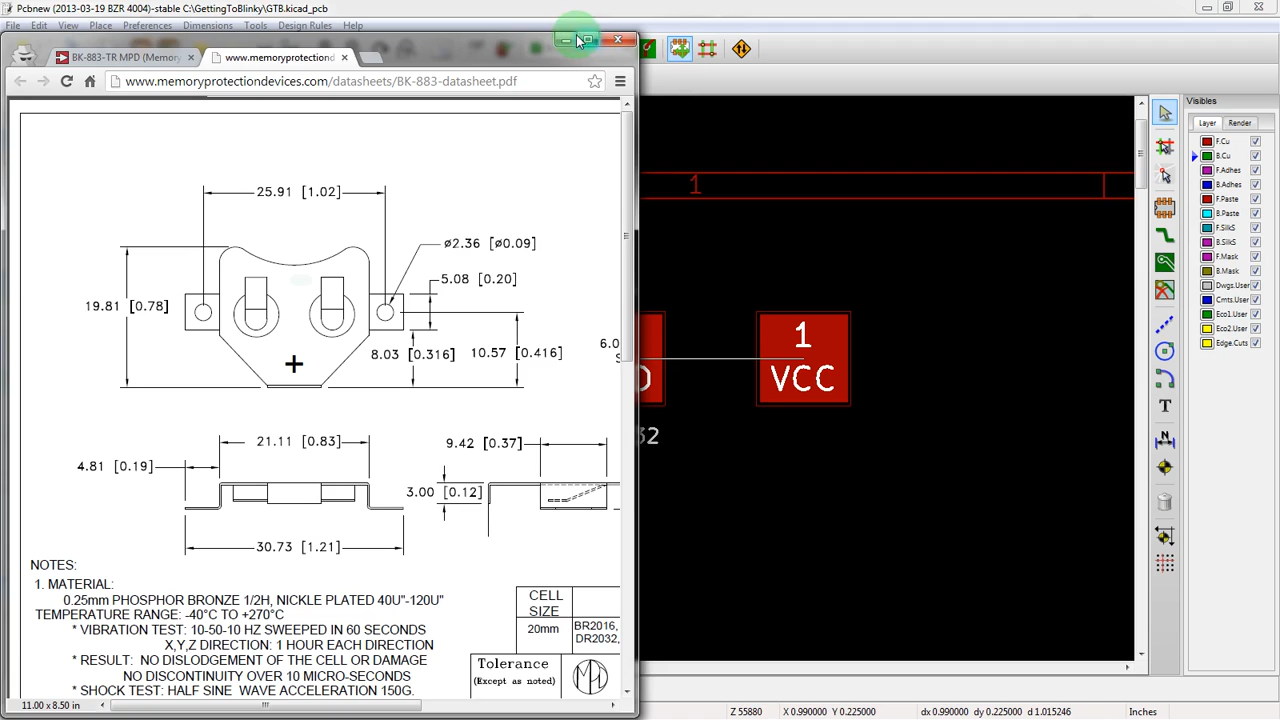 Pcbnew (2013-03-19 BZR 4004)-stable C:\GettingToBlinky\GTB.kicad_pcb
File Edit View Place Preferences Dimensions Tools Design Rules Help
BK-883-TR MPD (Memory
www.memoryprotectiond
www.memoryprotectiondevices.com/datasheets/BK-883-datasheet.pdf
Visibles
Layer Render
F.Cu
B.Cu
F.Adhes
B.Adhes
F.Paste
B.Paste
F.SilkS
B.SilkS
F.Mask
B.Mask
Dwgs.User
Cmts.User
Eco1.User
Eco2.User
Edge.Cuts
1
1
VCC
32
25.91 [1.02]
ø2.36 [ø0.09]
5.08 [0.20]
19.81 [0.78]
8.03 [0.316]
10.57 [0.416]
6.0
+
21.11 [0.83]
9.42 [0.37]
4.81 [0.19]
3.00 [0.12]
30.73 [1.21]
NOTES:
1. MATERIAL:
0.25mm PHOSPHOR BRONZE 1/2H, NICKLE PLATED 40U"-120U"
TEMPERATURE RANGE: -40°C TO +270°C
* VIBRATION TEST: 10-50-10 HZ SWEEPED IN 60 SECONDS
X,Y,Z DIRECTION: 1 HOUR EACH DIRECTION
* RESULT: NO DISLODGEMENT OF THE CELL OR DAMAGE
NO DISCONTINUITY OVER 10 MICRO-SECONDS
* SHOCK TEST: HALF SINE WAVE ACCELERATION 150G.
CELL
SIZE
20mm
BR2016,
DR2032,
Tolerance
(Except as noted)
11.00 x 8.50 in
Z 55880 X 0.990000 Y 0.225000 dx 0.990000 dy 0.225000 d 1.015246 Inches